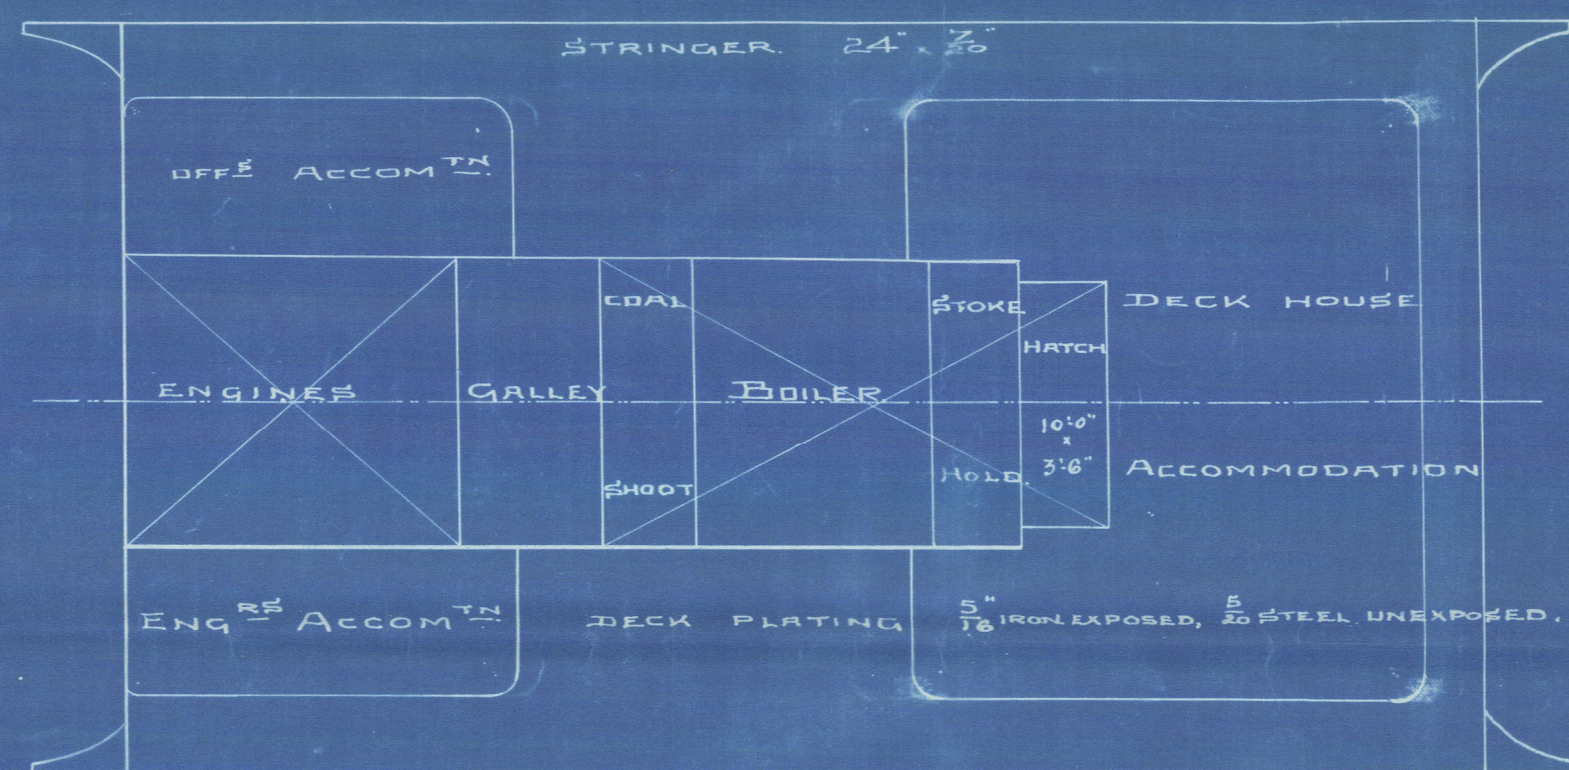 STRINGER. 24" x 7/20"
OFFS ACCOMTN.
COAL
STOKE
DECK HOUSE
HATCH
ENGINES
GALLEY
BOILER.
10'.0"
x
3'.6"
HOLD.
ACCOMMODATION
SHOOT
ENGRS ACCOMTN.
DECK PLATING
5/16" IRON EXPOSED, 5/20 STEEL UNEXPOSED.